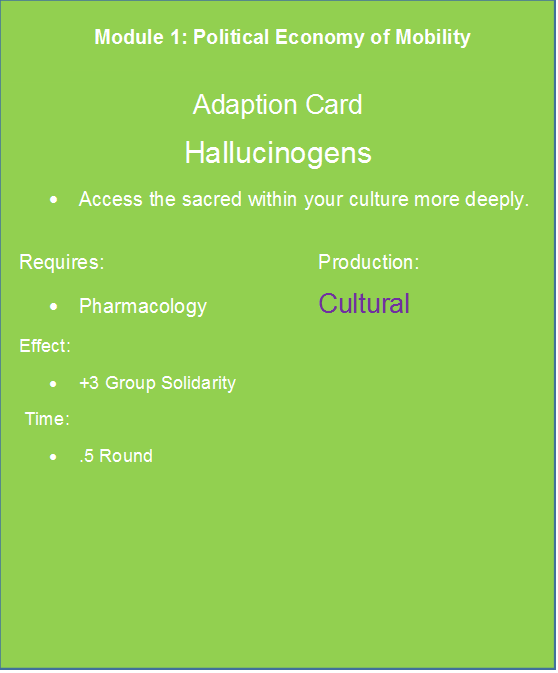 Module 1: Political Economy of Mobility
Adaption Card
Hallucinogens
• Access the sacred within your culture more deeply.
Requires:
Production:
• Pharmacology
Cultural
Effect:
• +3 Group Solidarity
Time:
• .5 Round